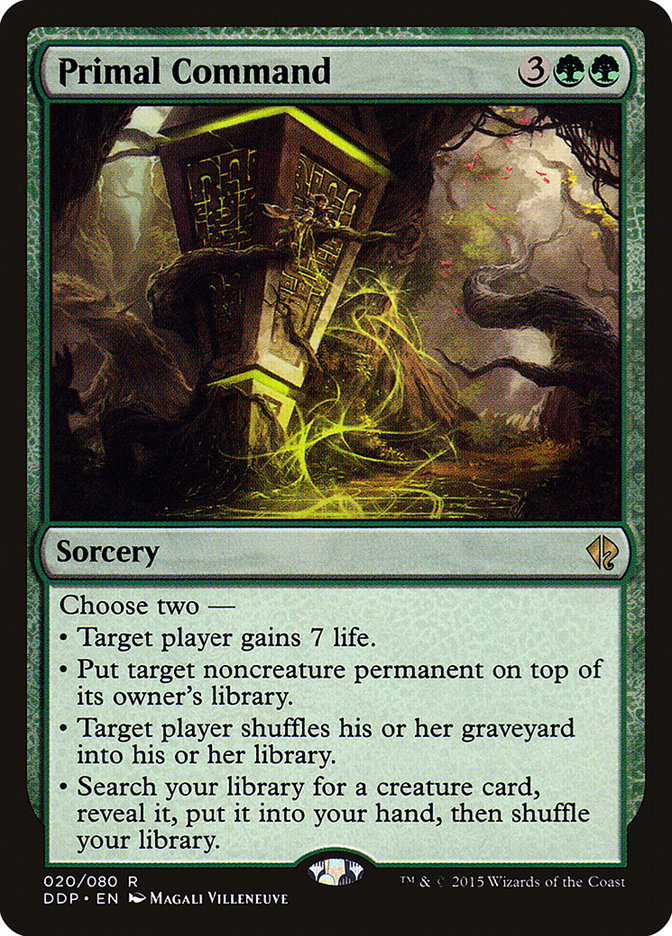 Primal Command 3
Sorcery
Choose two —
• Target player gains 7 life.
• Put target noncreature permanent on top of
its owner's library.
• Target player shuffles his or her graveyard
into his or her library.
• Search your library for a creature card,
reveal it, put it into your hand, then shuffle
your library.
020/080 R
™ & © 2015 Wizards of the Coast
DDP • EN Magali Villeneuve